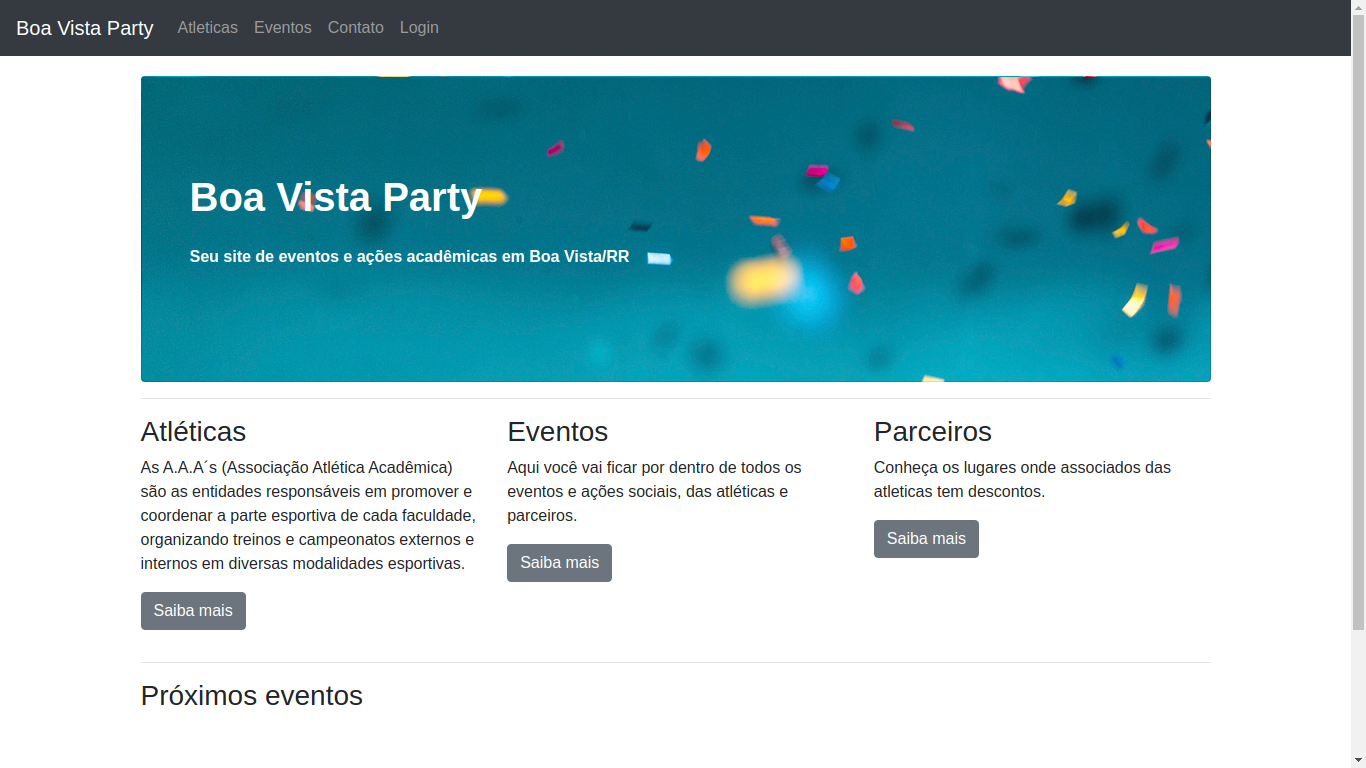 Boa Vista Party Atleticas Eventos Contato Login
Boa Vista Party
Seu site de eventos e ações acadêmicas em Boa Vista/RR
Atléticas
As A.A.A´s (Associação Atlética Acadêmica)
são as entidades responsáveis em promover e
coordenar a parte esportiva de cada faculdade,
organizando treinos e campeonatos externos e
internos em diversas modalidades esportivas.
Saiba mais
Eventos
Aqui você vai ficar por dentro de todos os
eventos e ações sociais, das atléticas e
parceiros.
Saiba mais
Parceiros
Conheça os lugares onde associados das
atleticas tem descontos.
Saiba mais
Próximos eventos